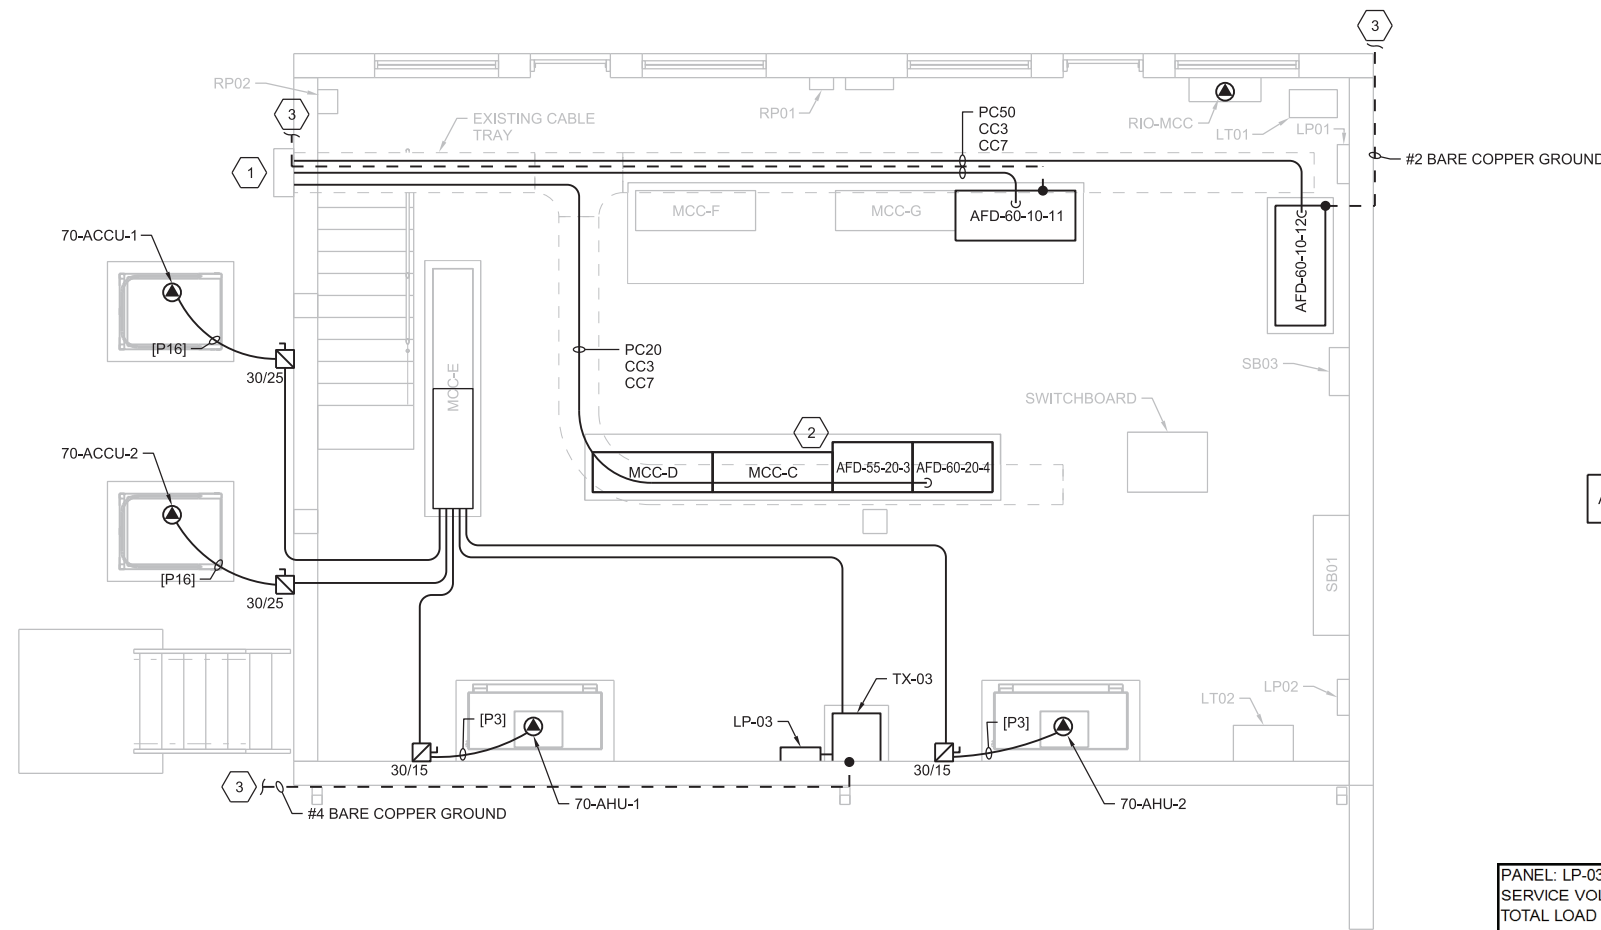 3
RP02
3
EXISTING CABLE
TRAY
RP01
PC50
CC3
CC7
RIO-MCC
LT01
LP01
#2 BARE COPPER GROUND
1
MCC-F
MCC-G
AFD-60-10-11
AFD-60-10-12
70-ACCU-1
[P16]
30/25
MCC-E
PC20
CC3
CC7
SB03
SWITCHBOARD
2
70-ACCU-2
MCC-D
MCC-C
AFD-55-20-3
AFD-60-20-4
[P16]
30/25
SB01
TX-03
LP02
LT02
[P3]
LP-03
[P3]
30/15
30/15
3
#4 BARE COPPER GROUND
70-AHU-1
70-AHU-2
PANEL: LP-03
SERVICE VOL
TOTAL LOAD